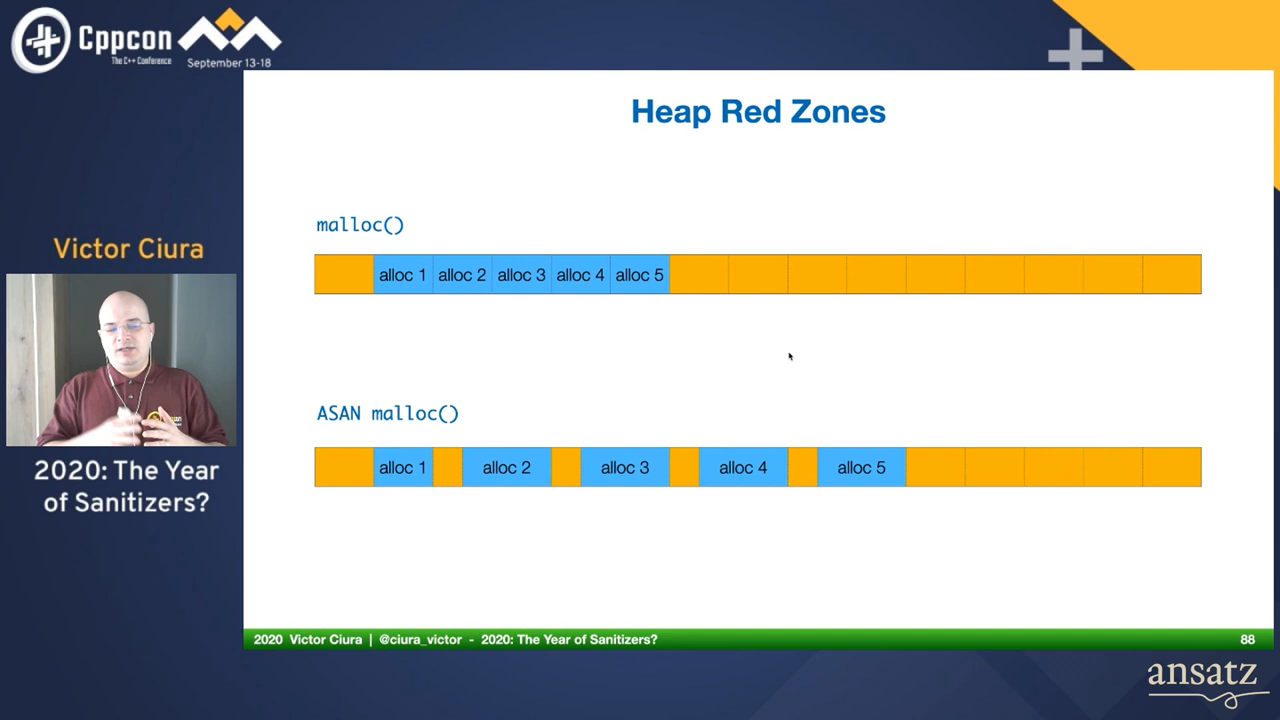 Cppcon
The C++ Conference
September 13-18
Heap Red Zones
malloc()
alloc 1 alloc 2 alloc 3 alloc 4 alloc 5
Victor Ciura
ASAN malloc()
alloc 1 alloc 2 alloc 3 alloc 4 alloc 5
2020: The Year
of Sanitizers?
2020 Victor Ciura | @ciura_victor - 2020: The Year of Sanitizers?
88
ansatz